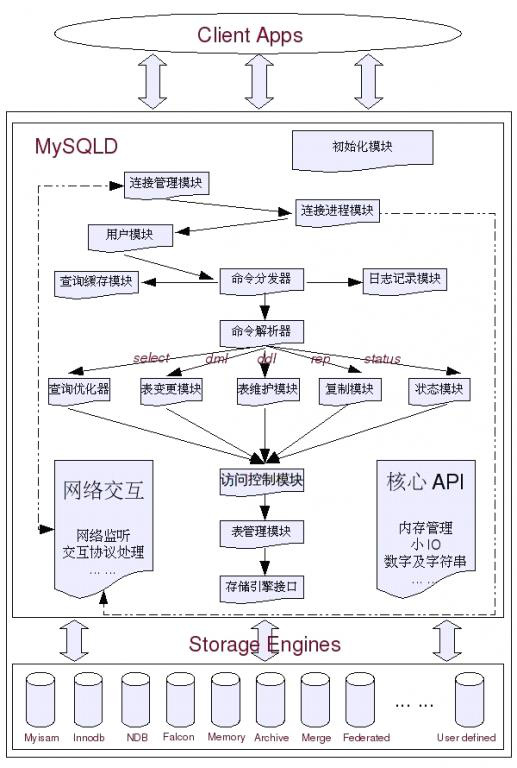 Client Apps
MySQLD
初始化模块
连接管理模块
连接进程模块
用户模块
查询缓存模块
命令分发器
日志记录模块
命令解析器
select
dml
ddl
rep
status
查询优化器
表变更模块
表维护模块
复制模块
状态模块
访问控制模块
网络交互
网络监听
交互协议处理
... ...
核心 API
内存管理
小 IO
数字及字符串
... ...
表管理模块
存储引擎接口
Storage Engines
... ...
Myisam
Innodb
NDB
Falcon
Memory
Archive
Merge
Federated
User defined